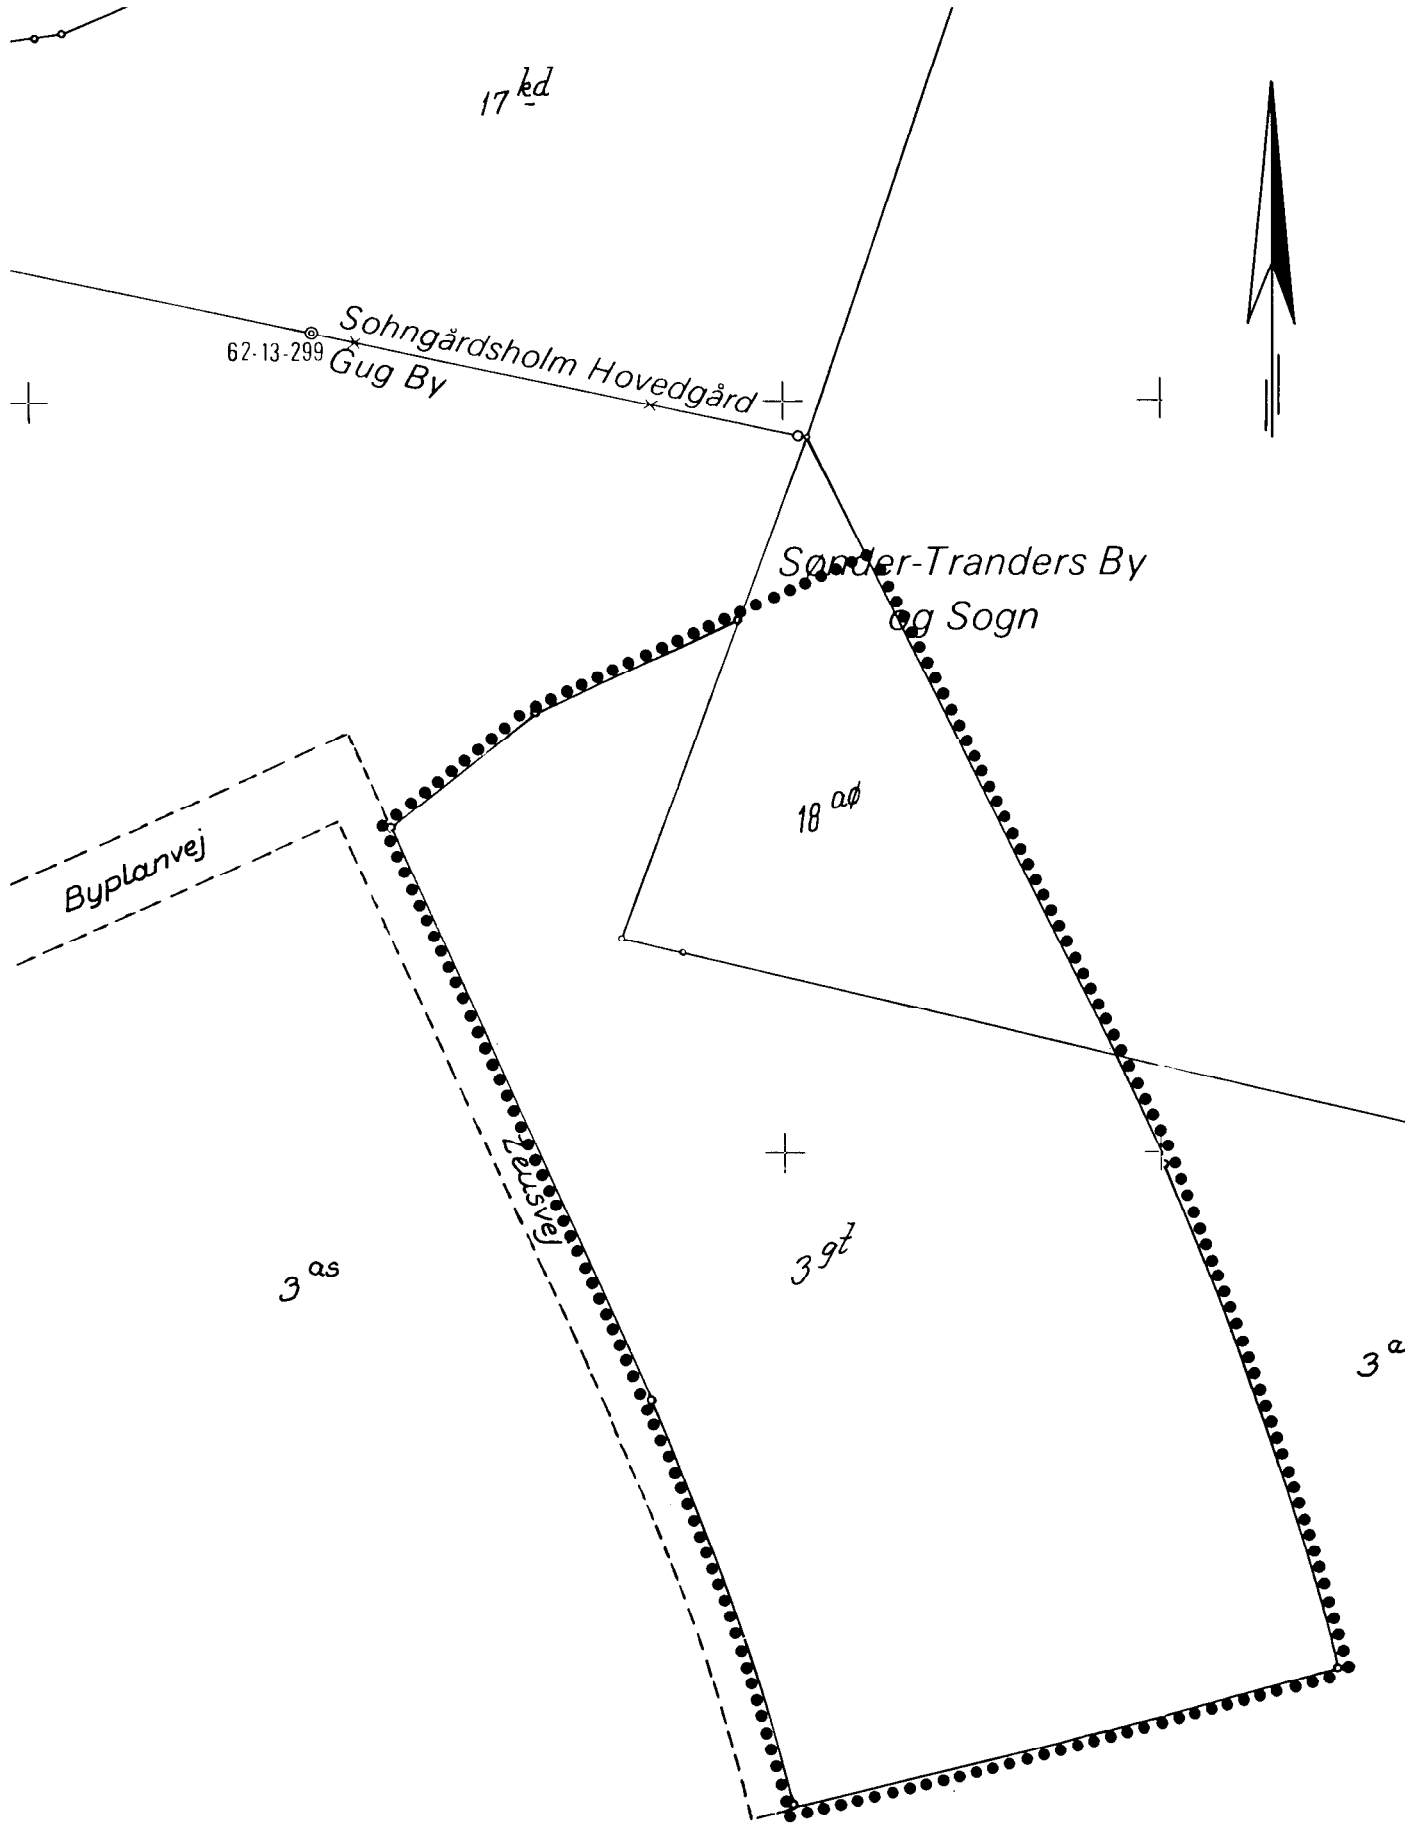 17 kd
Sohngårdsholm Hovedgård
62-13-299
Gug By
Sønder-Tranders By
og Sogn
18 aø
Byplanvej
Zeusvej
3 gt
3 as
3 a